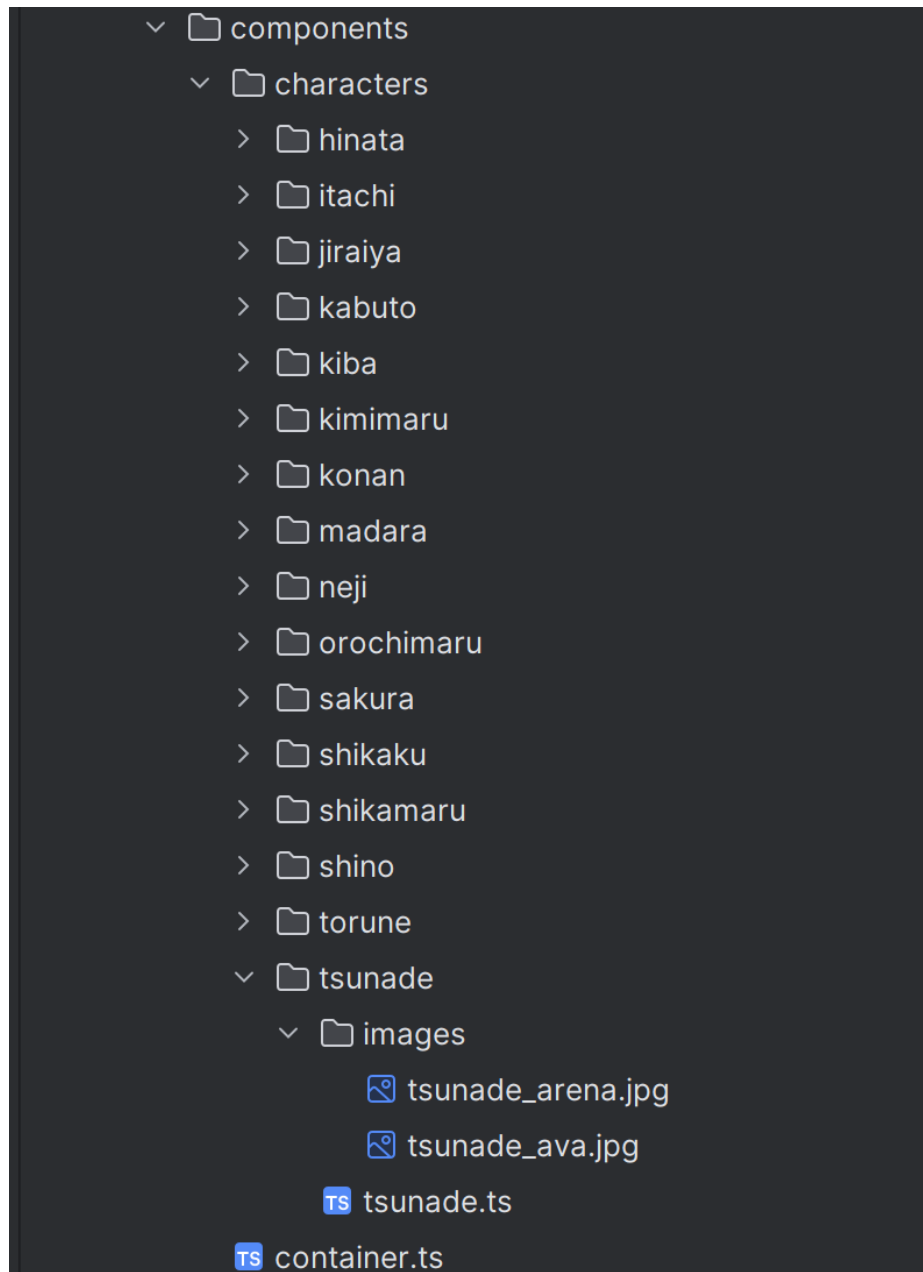 components
characters
hinata
itachi
jiraiya
kabuto
kiba
kimimaru
konan
madara
neji
orochimaru
sakura
shikaku
shikamaru
shino
torune
tsunade
images
tsunade_arena.jpg
tsunade_ava.jpg
TS tsunade.ts
TS container.ts